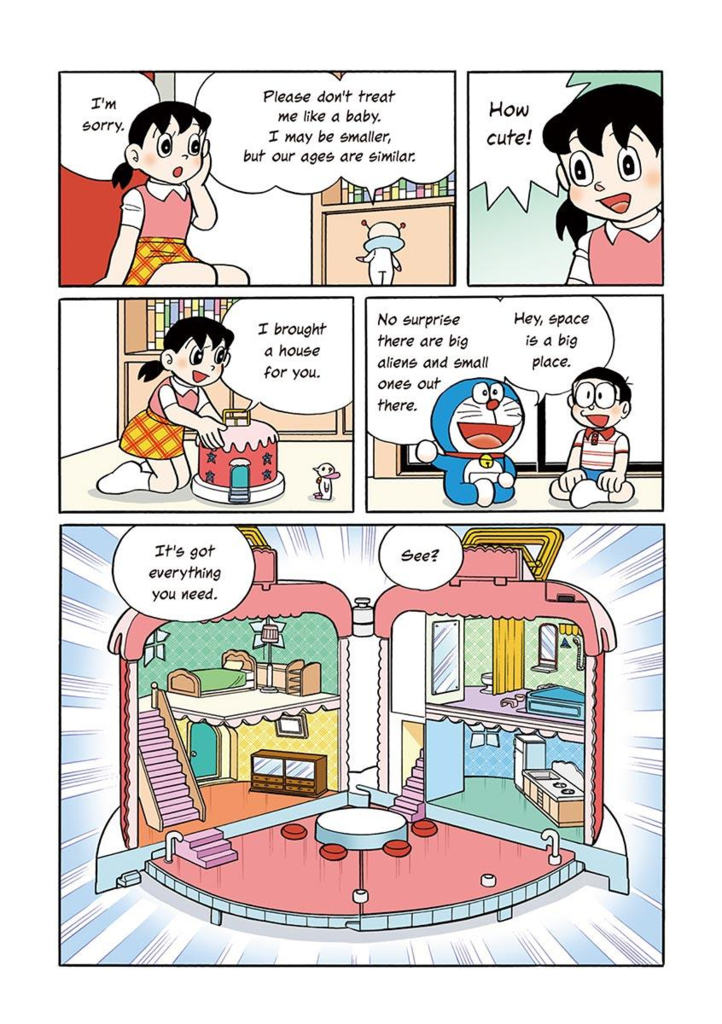 How
cute!
Please don't treat
me like a baby.
I may be smaller,
but our ages are similar.
I'm
sorry.
Hey, space
is a big
place.
No surprise
there are big
aliens and small
ones out
there.
I brought
a house
for you.
See?
It's got
everything
you need.